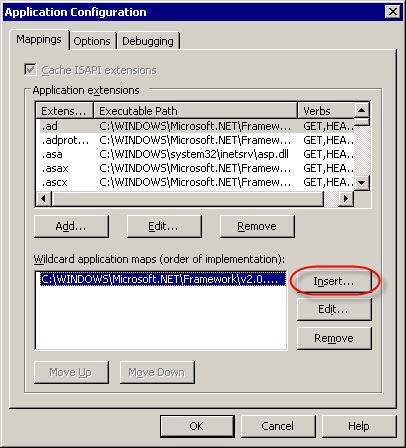 Application Configuration
Mappings Options Debugging
Cache ISAPI extensions
Application extensions
Extens... Executable Path Verbs
.ad C:\WINDOWS\Microsoft.NET\Framew... GET,HEA...
.adprot... C:\WINDOWS\Microsoft.NET\Framew... GET,HEA...
.asa C:\WINDOWS\system32\inetsrv\asp.dll GET,HEA...
.asax C:\WINDOWS\Microsoft.NET\Framew... GET,HEA...
.ascx C:\WINDOWS\Microsoft.NET\Framew... GET,HEA...
Add... Edit... Remove
Wildcard application maps (order of implementation):
C:\WINDOWS\Microsoft.NET\Framework\v2.0.... Insert...
Edit...
Remove
Move Up Move Down
OK Cancel Help